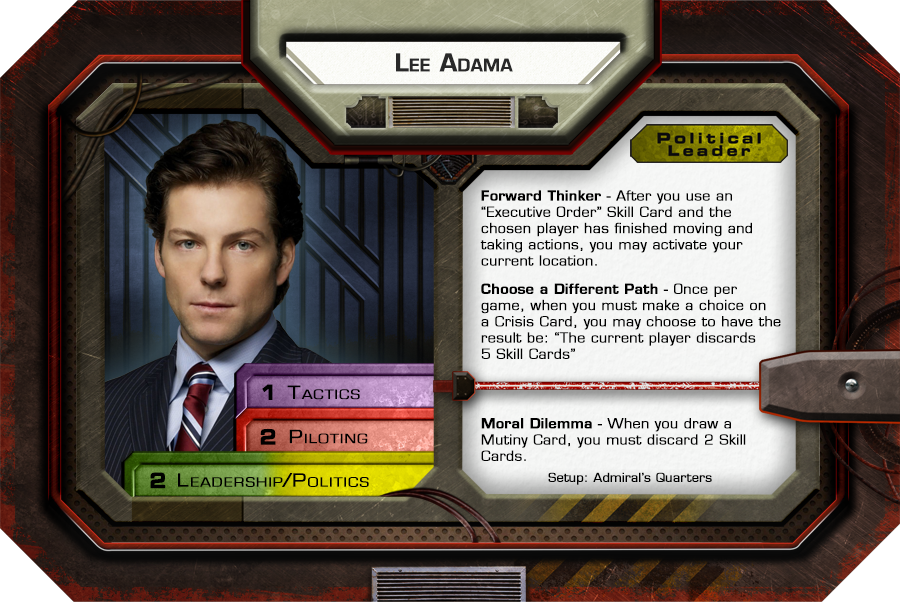 Lee Adama
Political
Leader
Forward Thinker - After you use an
“Executive Order” Skill Card and the
chosen player has finished moving and
taking actions, you may activate your
current location.
Choose a Different Path - Once per
game, when you must make a choice on
a Crisis Card, you may choose to have the
result be: “The current player discards
5 Skill Cards”
Moral Dilemma - When you draw a
Mutiny Card, you must discard 2 Skill
Cards.
Setup: Admiral's Quarters
1 Tactics
2 Piloting
2 Leadership/Politics